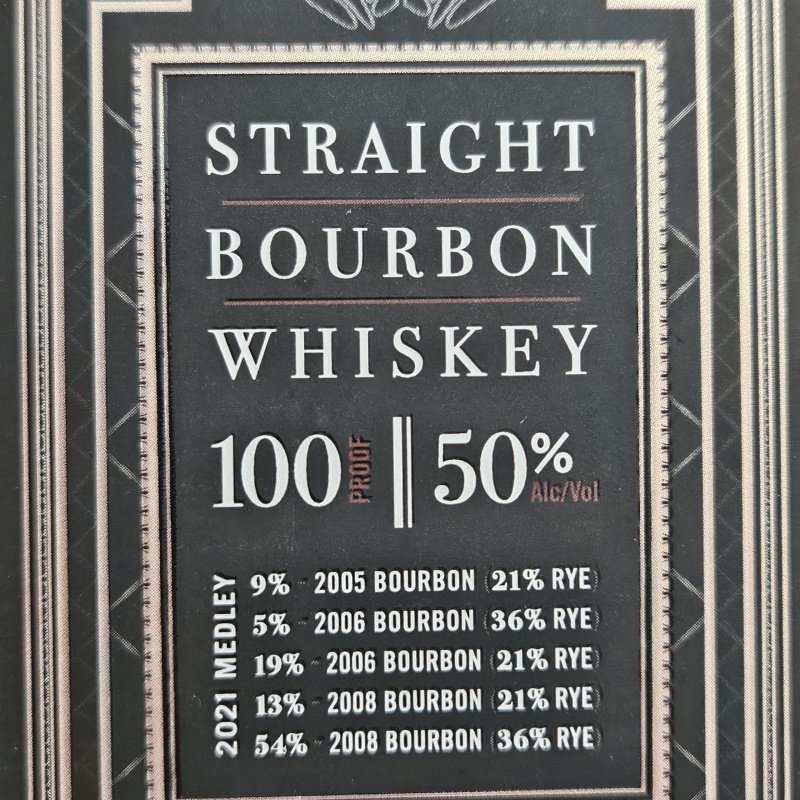 STRAIGHT
BOURBON
WHISKEY
100 PROOF || 50% Alc/Vol
2021 MEDLEY
9% - 2005 BOURBON (21% RYE)
5% - 2006 BOURBON (36% RYE)
19% - 2006 BOURBON (21% RYE)
13% - 2008 BOURBON (21% RYE)
54% - 2008 BOURBON (36% RYE)